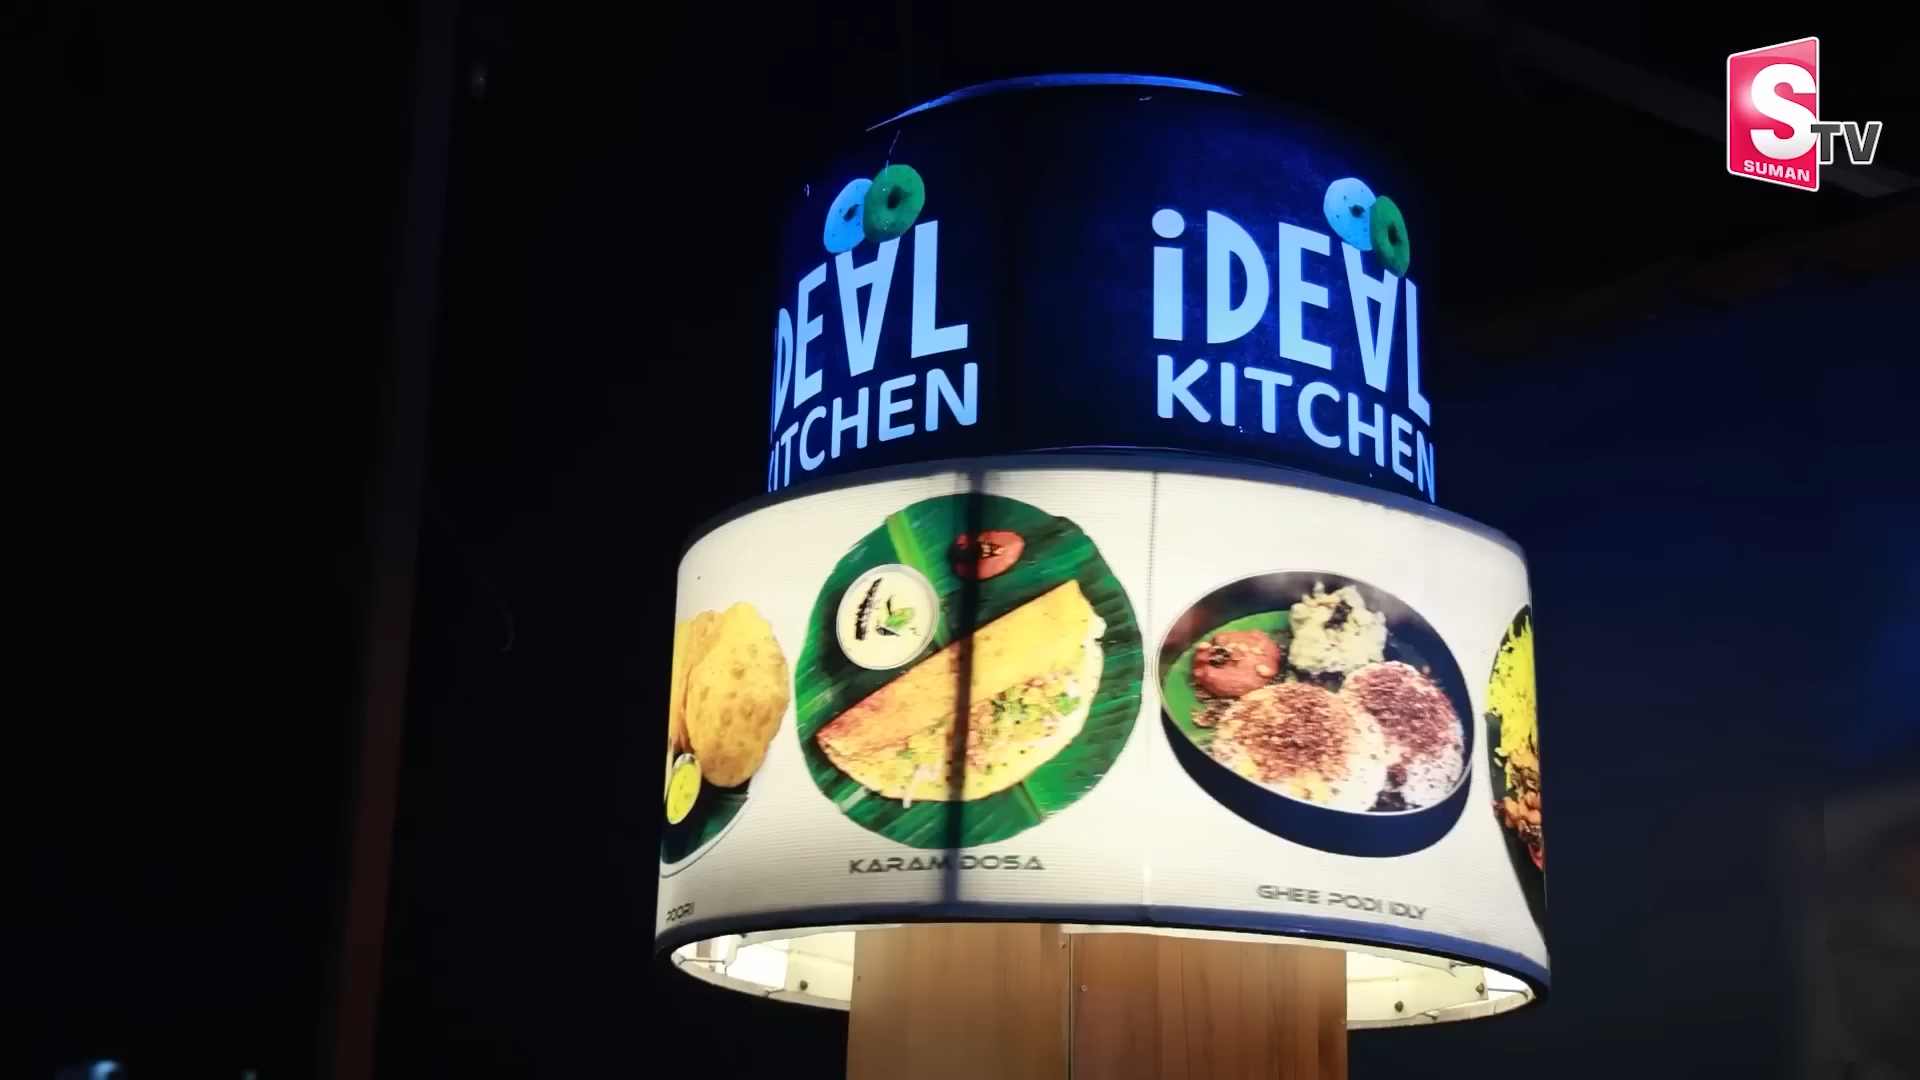 S
SUMAN
TV
iDEAL
KITCHEN
iDEAL
KITCHEN
POORI
KARAM DOSA
GHEE PODI IDLY